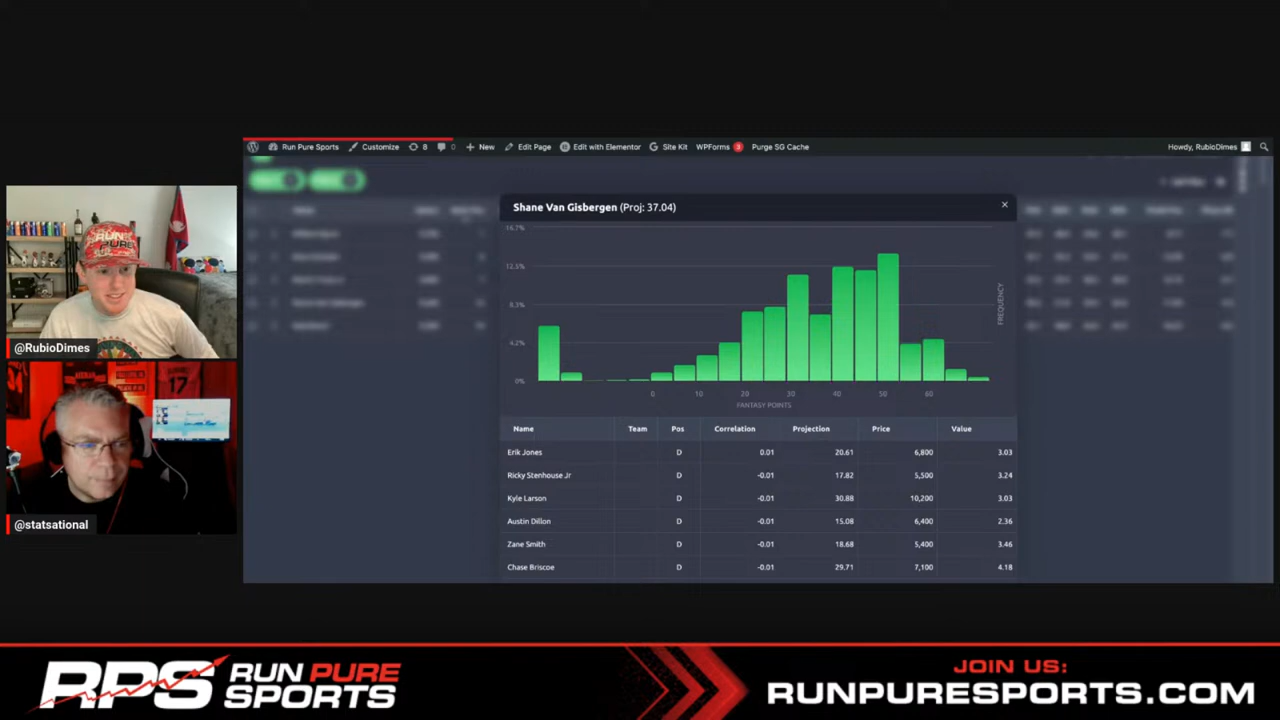 Run Pure Sports Customize 8 0 New Edit Page Edit with Elementor Site Kit WPForms 3 Purge SG Cache Howdy, RubioDimes
Shane Van Gisbergen (Proj: 37.04)
16.7%
12.5%
8.3%
4.2%
0%
FREQUENCY
0 10 20 30 40 50 60
FANTASY POINTS
Name Team Pos Correlation Projection Price Value
Erik Jones D 0.01 20.61 6,800 3.03
Ricky Stenhouse Jr D -0.01 17.82 5,500 3.24
Kyle Larson D -0.01 30.88 10,200 3.03
Austin Dillon D -0.01 15.08 6,400 2.36
Zane Smith D -0.01 18.68 5,400 3.46
Chase Briscoe D -0.01 29.71 7,100 4.18
RUN
PURE
@RubioDimes
17
@statsational
RPS
RUN PURE
SPORTS
JOIN US:
RUNPURESPORTS.COM